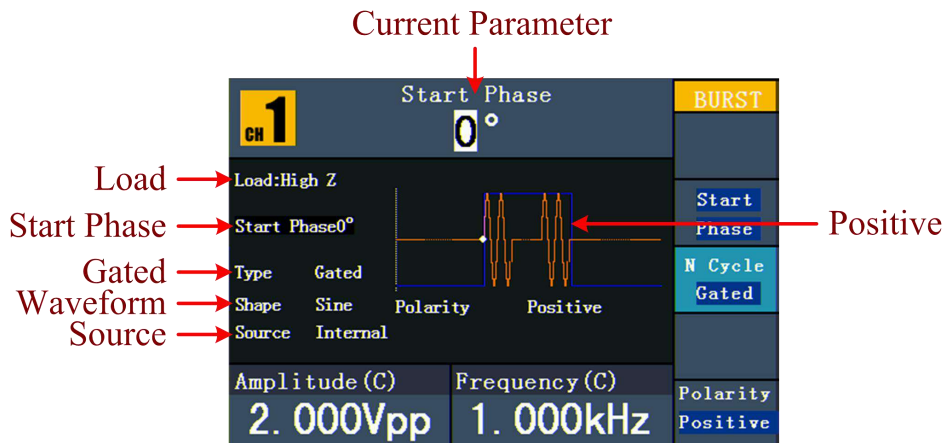 Current Parameter
CH 1
Start Phase
0°
BURST
Load
Load:High Z
Start Phase
Start Phase0°
Start
Phase
Positive
Gated
Type Gated
N Cycle
Gated
Waveform
Shape Sine
Polarity Positive
Source
Source Internal
Amplitude(C)
2.000Vpp
Frequency(C)
1.000kHz
Polarity
Positive